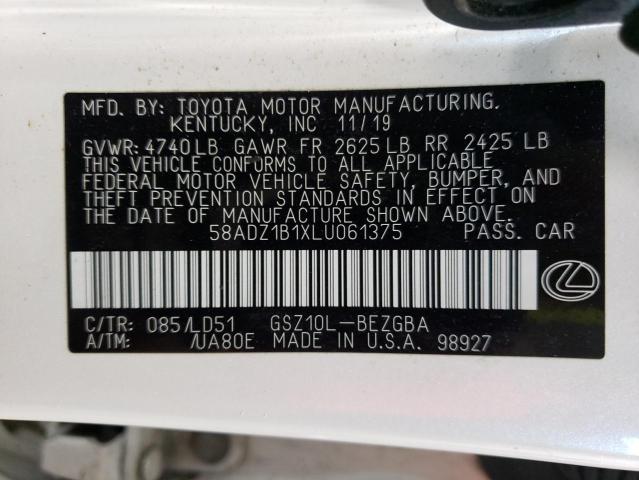 MFD. BY: TOYOTA MOTOR MANUFACTURING.
KENTUCKY, INC 11/19
GVWR: 4740LB GAWR FR 2625LB RR 2425 LB
THIS VEHICLE CONFORMS TO ALL APPLICABLE
FEDERAL MOTOR VEHICLE SAFETY, BUMPER, AND
THEFT PREVENTION STANDARDS IN EFFECT ON
THE DATE OF MANUFACTURE SHOWN ABOVE.
58ADZ1B1XLU061375 PASS. CAR
C/TR: 085/LD51 GSZ10L-BEZGBA
A/TM: /UA80E MADE IN U.S.A. 98927